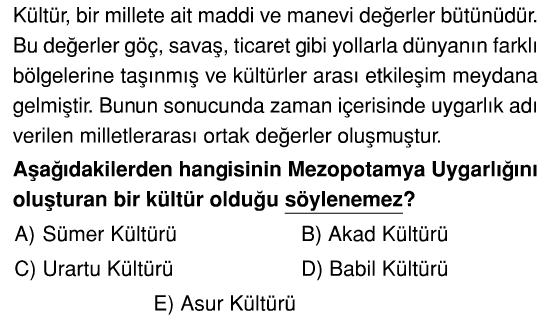 Kültür, bir millete ait maddi ve manevi değerler bütünüdür.
Bu değerler göç, savaş, ticaret gibi yollarla dünyanın farklı
bölgelerine taşınmış ve kültürler arası etkileşim meydana
gelmiştir. Bunun sonucunda zaman içerisinde uygarlık adı
verilen milletlerarası ortak değerler oluşmuştur.
Aşağıdakilerden hangisinin Mezopotamya Uygarlığını
oluşturan bir kültür olduğu söylenemez?
A) Sümer Kültürü B) Akad Kültürü
C) Urartu Kültürü D) Babil Kültürü
E) Asur Kültürü